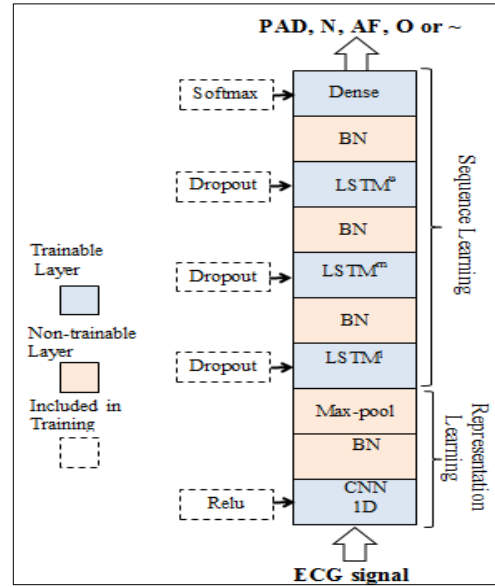 PAD, N, AF, O or ~
Softmax
Dense
BN
Dropout
LSTM
BN
Dropout
LSTMᵐ
BN
Dropout
LSTM
Max-pool
BN
CNN
1D
Relu
ECG signal
Sequence Learning
Representation
Learning
Trainable
Layer
Non-trainable
Layer
Included in
Training